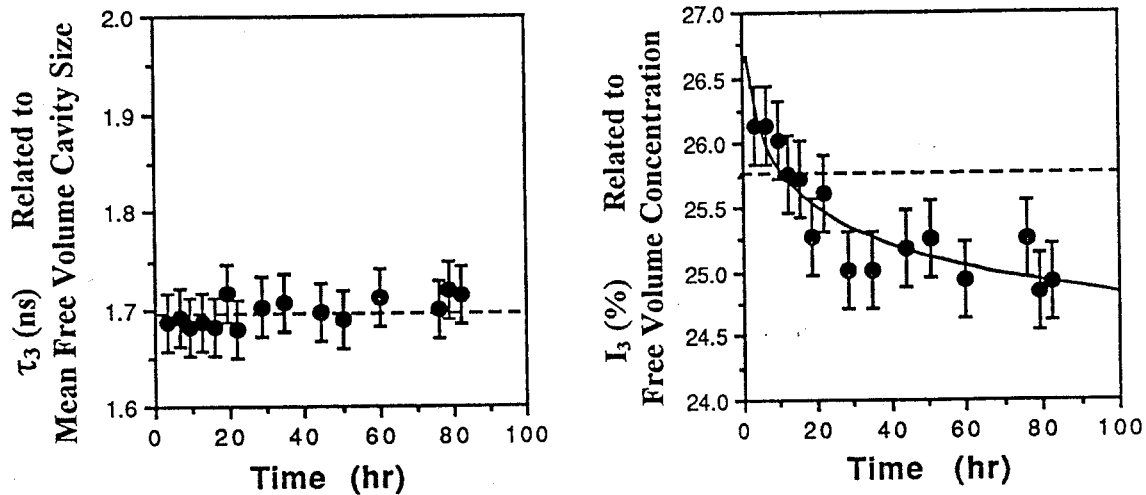 τ₃ (ns) Related to
Mean Free Volume Cavity Size
2.0
1.9
1.8
1.7
1.6
0 20 40 60 80 100
Time (hr)
I₃ (%) Related to
Free Volume Concentration
27.0
26.5
26.0
25.5
25.0
24.5
24.0
0 20 40 60 80 100
Time (hr)